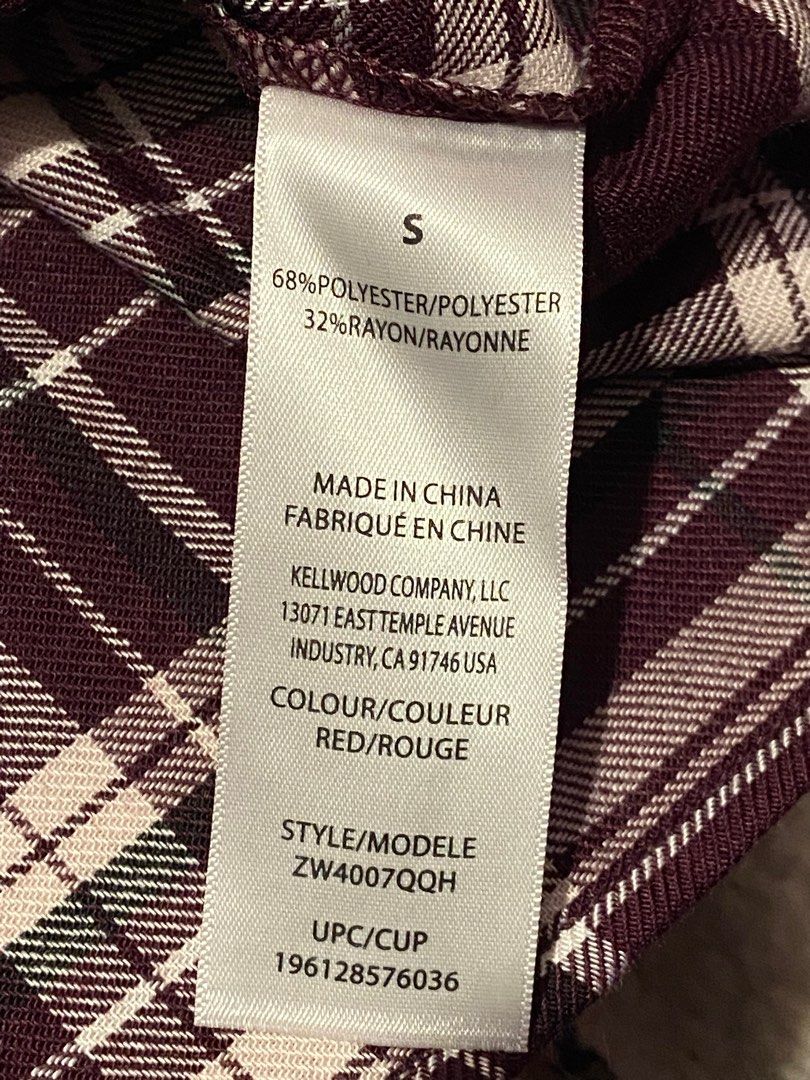 S
68%POLYESTER/POLYESTER
32%RAYON/RAYONNE
MADE IN CHINA
FABRIQUÉ EN CHINE
KELLWOOD COMPANY, LLC
13071 EAST TEMPLE AVENUE
INDUSTRY, CA 91746 USA
COLOUR/COULEUR
RED/ROUGE
STYLE/MODELE
ZW4007QQH
UPC/CUP
196128576036